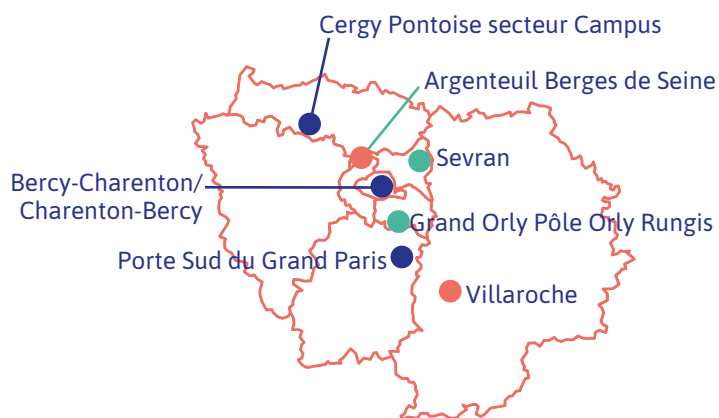 Cergy Pontoise secteur Campus
Argenteuil Berges de Seine
Sevran
Bercy-Charenton/
Charenton-Bercy
Grand Orly Pôle Orly Rungis
Porte Sud du Grand Paris
Villaroche